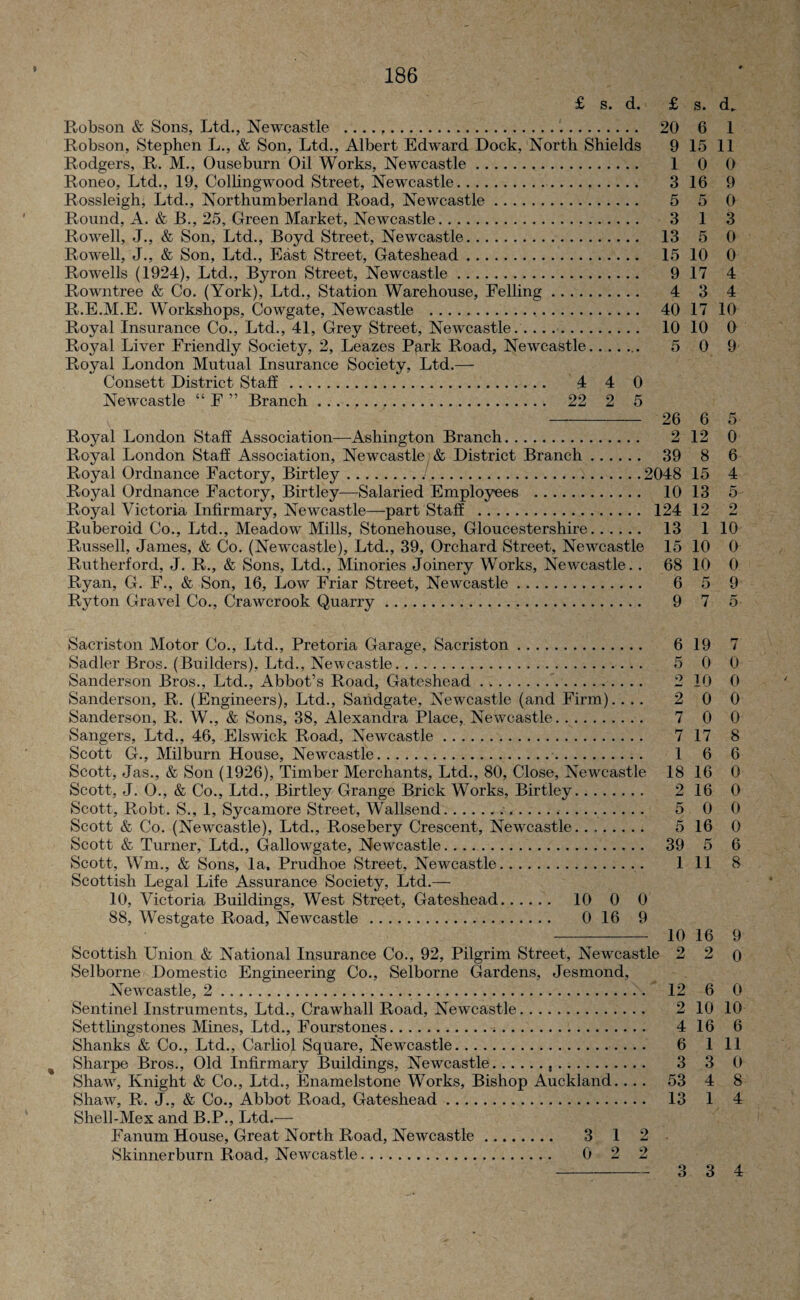 186
£ s. d. £ s. d.
Robson & Sons, Ltd., Newcastle .... 20 6 1
Robson, Stephen L., & Son, Ltd., Albert Edward Dock, North Shields 9 15 11
Rodgers, R. M., Ouseburn Oil Works, Newcastle .... 1 0 0
Roneo, Ltd., 19, Collingwood Street, Newcastle .... 3 16 9
Rossleigh, Ltd., Northumberland Road, Newcastle .... 5 5 0
Round, A. & B., 25, Green Market, Newcastle .... 3 1 3
Rowell, J., & Son, Ltd., Boyd Street, Newcastle .... 13 5 0
Rowell, J., & Son, Ltd., East Street, Gateshead .... 15 10 0
Rowells (1924), Ltd., Byron Street, Newcastle .... 9 17 4
Rowntree & Co. (York), Ltd., Station Warehouse, Felling .... 4 3 4
R.E.M.E. Workshops, Cowgate, Newcastle .... 40 17 10
Royal Insurance Co., Ltd., 41, Grey Street, Newcastle .... 10 10 0
Royal Liver Friendly Society, 2, Leazes Park Road, Newcastle .... 5 0 9
Royal London Mutual Insurance Society, Ltd.—
Consett District Staff .... 4 4 0
Newcastle “ F ” Branch .... 22 2 5
26 6 5
Royal London Staff Association—Ashington Branch .... 2 12 0
Royal London Staff Association, Newcastle & District Branch .... 39 8 6
Royal Ordnance Factory, Birtley .... 2048 15 4
Royal Ordnance Factory, Birtley—Salaried Employees .... 10 13 5
Royal Victoria Infirmary, Newcastle—part Staff .... 124 12 2
Ruberoid Co., Ltd., Meadow Mills, Stonehouse, Gloucestershire .... 13 1 10
Russell, James, & Co. (Newcastle), Ltd., 39, Orchard Street, Newcastle 15 10 0
Rutherford, J. R., & Sons, Ltd., Minories Joinery Works, Newcastle. . 68 10 0
Ryan, G. F., & Son, 16, Low Friar Street, Newcastle .... 6 5 9
Ryton Gravel Co., Crawcrook Quarry .... 9 7 5
Sacriston Motor Co., Ltd., Pretoria Garage, Sacriston .... 6 19 7
Sadler Bros. (Builders), Ltd., Newcastle .... 5 0 0
Sanderson Bros., Ltd., Abbot's Road, Gateshead .... 2 10 0
Sanderson, R. (Engineers), Ltd., Sandgate, Newcastle (and Firm) .... 2 0 0
Sanderson, R. W., & Sons, 38, Alexandra Place, Newcastle .... 7 0 0
Sangers, Ltd., 46, Elswick Road, Newcastle .... 7 17 8
Scott G., Milburn House, Newcastle .... 1 6 6
Scott, Jas., & Son (1926), Timber Merchants, Ltd., 80, Close, Newcastle 18 16 0
Scott, J. O., & Co., Ltd., Birtley Grange Brick Works, Birtley .... 2 16 0
Scott, Robt. S., 1, Sycamore Street, Wallsend .... 5 0 0
Scott & Co. (Newcastle), Ltd., Rosebery Crescent, Newcastle .... 5 16 0
Scott & Turner, Ltd., Gallowgate, Newcastle .... 39 5 6
Scott, Wm., & Sons, 1a, Prudhoe Street, Newcastle .... 1 11 8
Scottish Legal Life Assurance Society, Ltd.—
10, Victoria Buildings, West Street, Gateshead .... 10 0 0
88, Westgate Road, Newcastle .... 0 16 9
10 16 9
Scottish Union & National Insurance Co., 92, Pilgrim Street, Newcastle 2 2 0
Selborne Domestic Engineering Co., Selborne Gardens, Jesmond,
Newcastle, 2 .... 12 6 0
Sentinel Instruments, Ltd., Crawhall Road, Newcastle .... 2 10 10
Settlingstones Mines, Ltd., Fourstones .... 4 16 6
Shanks & Co., Ltd., Carliol Square, Newcastle .... 6 1 11
Sharpe Bros., Old Infirmary Buildings, Newcastle .... 3 3 0
Shaw, Knight & Co., Ltd., Enamelstone Works, Bishop Auckland .... 53 4 8
Shaw, R. J., & Co., Abbot Road, Gateshead .... 13 1 4
Shell-Mex and B.P., Ltd.—
Fanum House, Great North Road, Newcastle .... 3 1 2
Skinnerburn Road, Newcastle .... 0 2 2
3 3 4